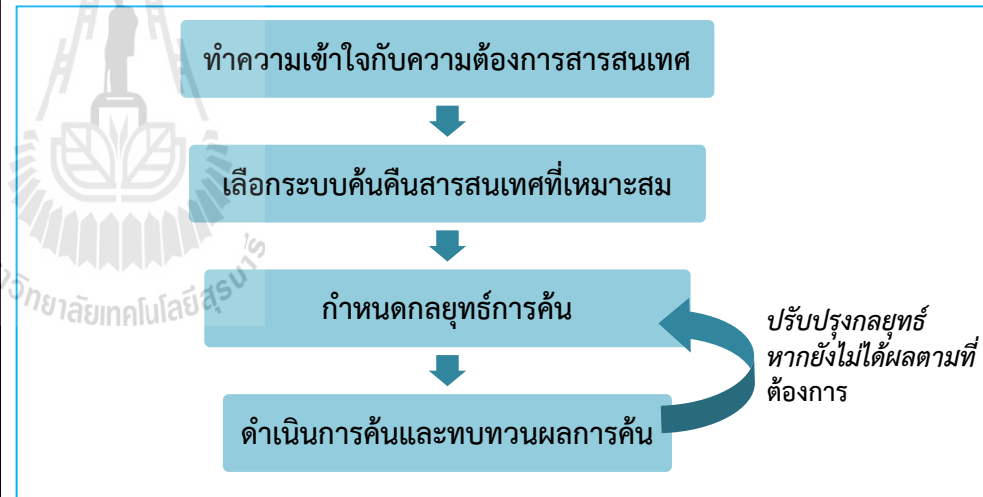 ทำความเข้าใจกับความต้องการสารสนเทศ
เลือกระบบค้นคืนสารสนเทศที่เหมาะสม
กำหนดกลยุทธ์การค้น
ปรับปรุงกลยุทธ์
หากยังไม่ได้ผลตามที่
ต้องการ
ดำเนินการค้นและทบทวนผลการค้น
วิทยาลัยเทคโนโลยีสุรนารี